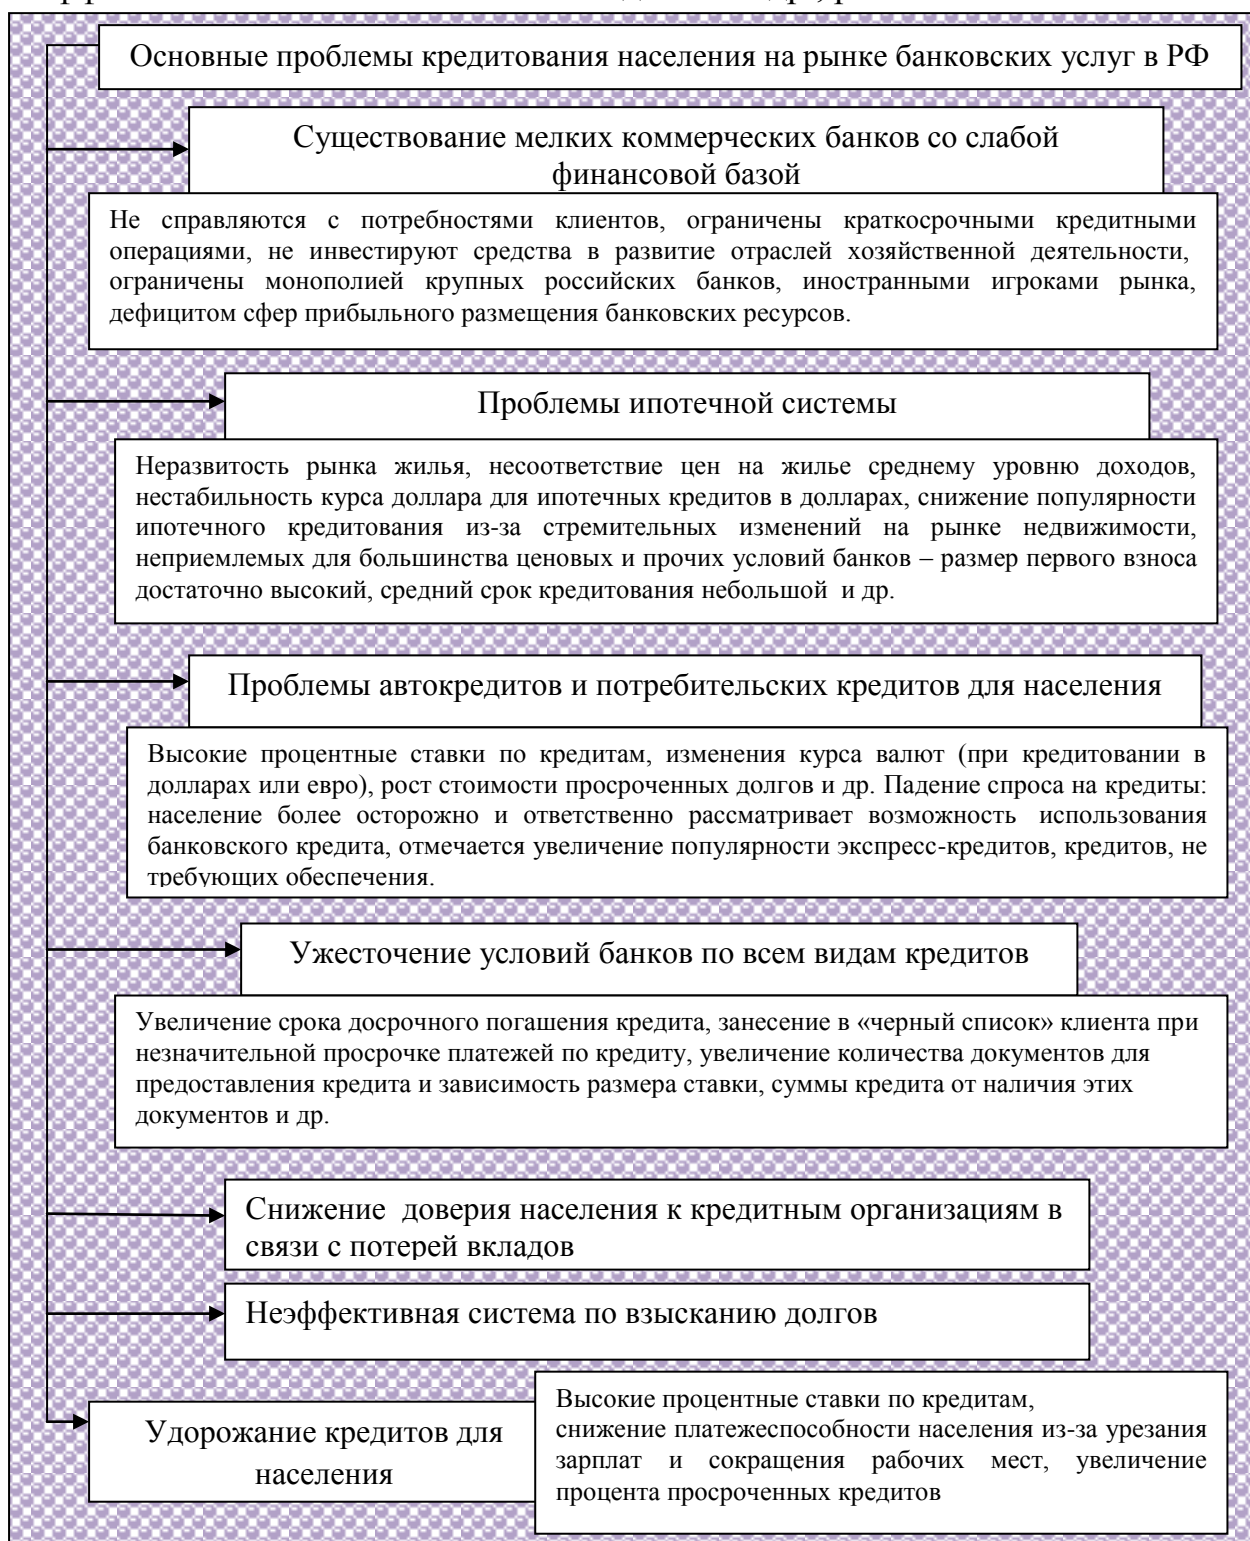 Основные проблемы кредитования населения на рынке банковских услуг в РФ
Существование мелких коммерческих банков со слабой
финансовой базой
Не справляются с потребностями клиентов, ограничены краткосрочными кредитными
операциями, не инвестируют средства в развитие отраслей хозяйственной деятельности,
ограничены монополией крупных российских банков, иностранными игроками рынка,
дефицитом сфер прибыльного размещения банковских ресурсов.
Проблемы ипотечной системы
Неразвитость рынка жилья, несоответствие цен на жилье среднему уровню доходов,
нестабильность курса доллара для ипотечных кредитов в долларах, снижение популярности
ипотечного кредитования из-за стремительных изменений на рынке недвижимости,
неприемлемых для большинства ценовых и прочих условий банков – размер первого взноса
достаточно высокий, средний срок кредитования небольшой и др.
Проблемы автокредитов и потребительских кредитов для населения
Высокие процентные ставки по кредитам, изменения курса валют (при кредитовании в
долларах или евро), рост стоимости просроченных долгов и др. Падение спроса на кредиты:
население более осторожно и ответственно рассматривает возможность использования
банковского кредита, отмечается увеличение популярности экспресс-кредитов, кредитов, не
требующих обеспечения.
Ужесточение условий банков по всем видам кредитов
Увеличение срока досрочного погашения кредита, занесение в «черный список» клиента при
незначительной просрочке платежей по кредиту, увеличение количества документов для
предоставления кредита и зависимость размера ставки, суммы кредита от наличия этих
документов и др.
Снижение доверия населения к кредитным организациям в
связи с потерей вкладов
Неэффективная система по взысканию долгов
Удорожание кредитов для
населения
Высокие процентные ставки по кредитам,
снижение платежеспособности населения из-за урезания
зарплат и сокращения рабочих мест, увеличение
процента просроченных кредитов